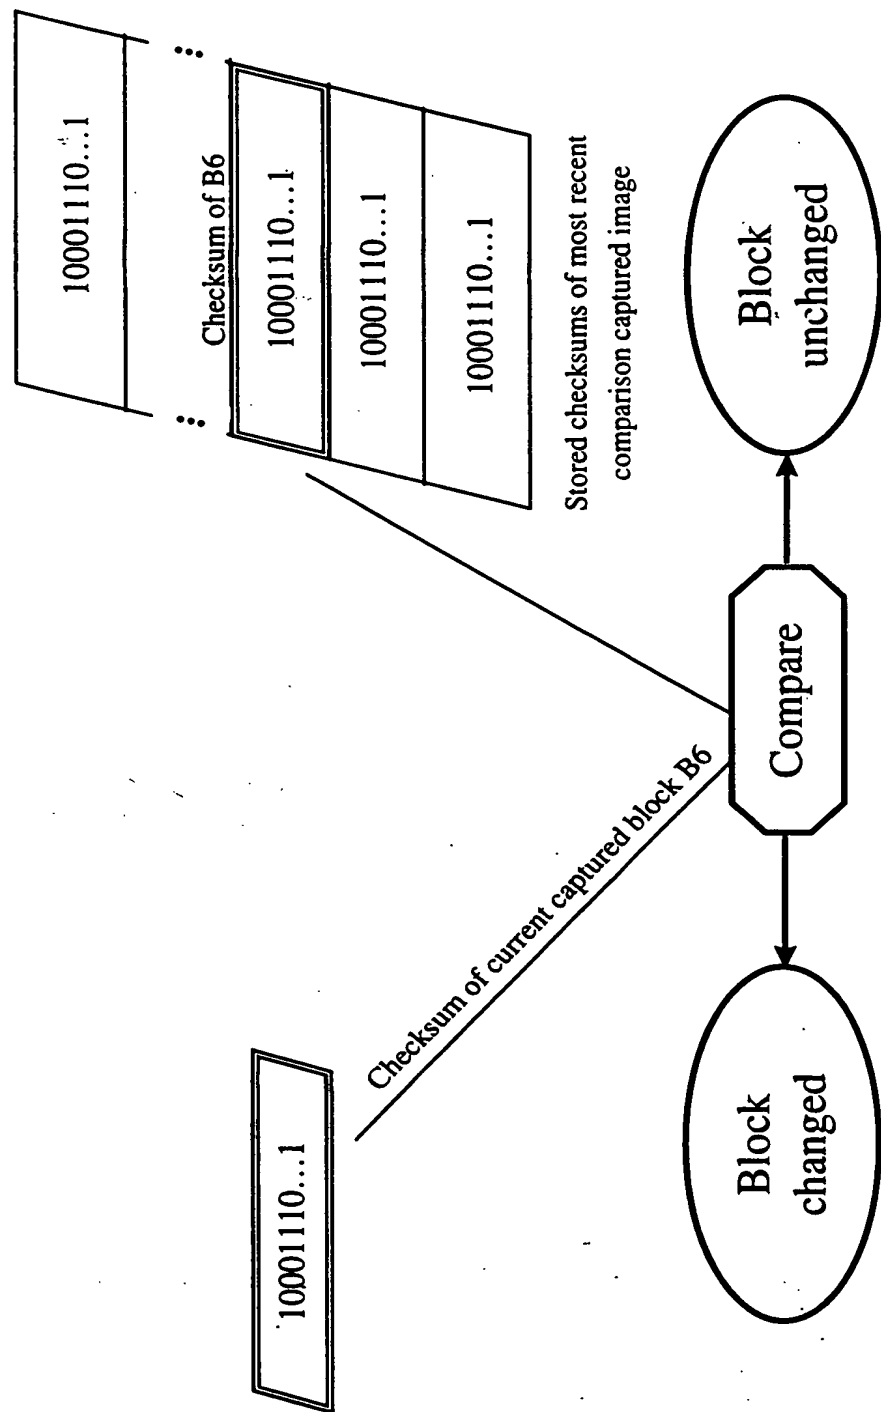 10001110...1
Checksum of B6
10001110...1
10001110...1
10001110...1
Stored checksums of most recent
comparison captured image
10001110...1
Checksum of current captured block B6
Compare
Block
changed
Block
unchanged